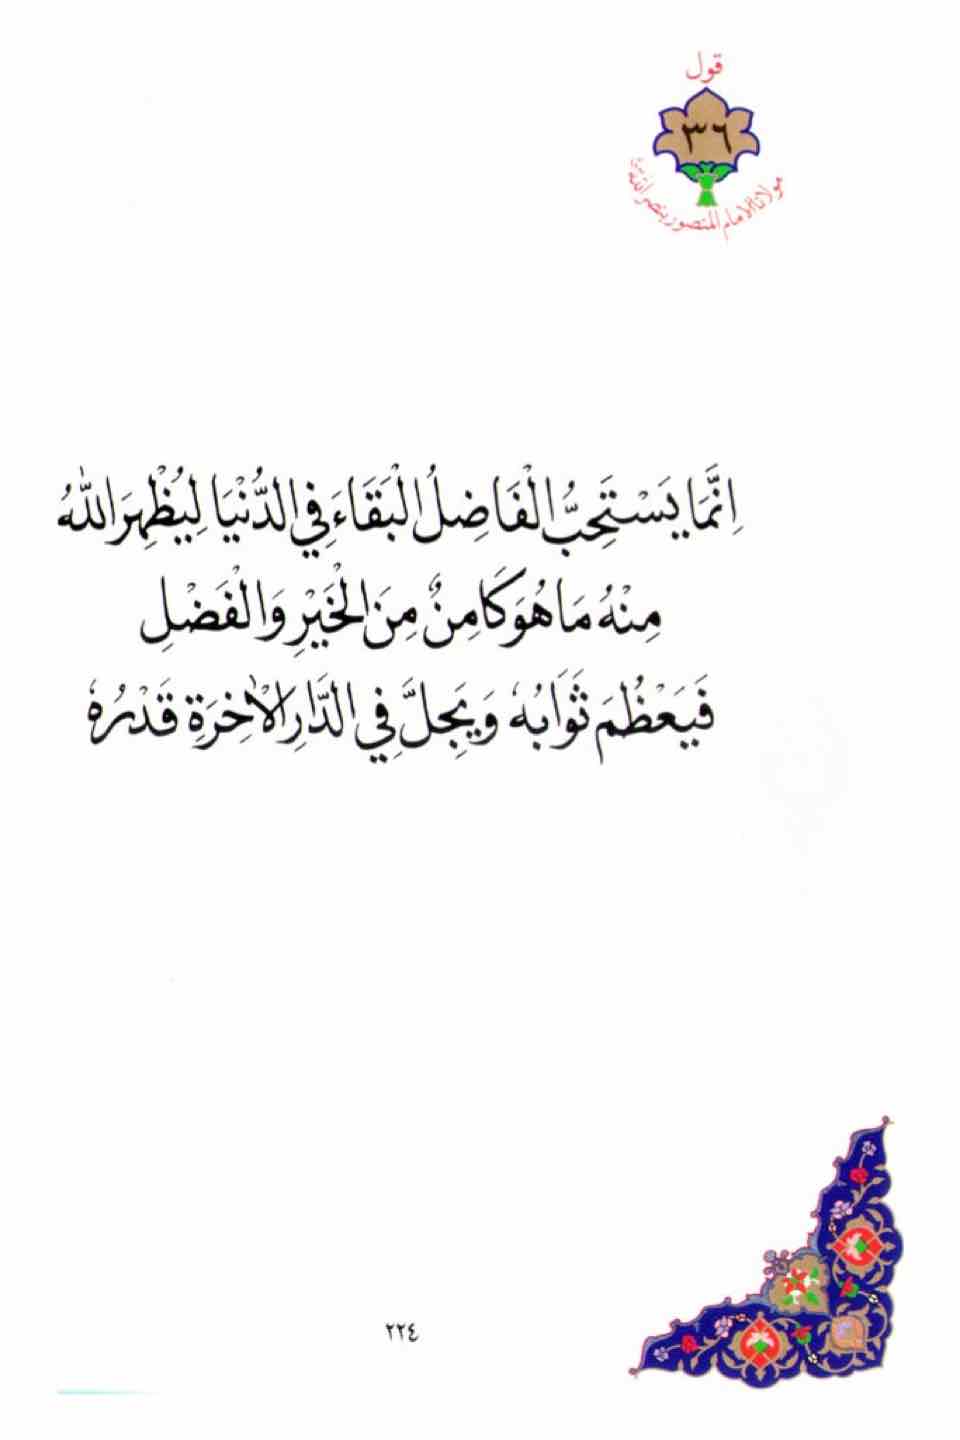 قول
٣٦
مولانا الامام المنصور بنصر الله
اِنَّمَا يَسْتَحِبُّ الْفَاضِلُ الْبَقَاءَ فِي الدُّنْيَا لِيُظْهِرَ اللهُ
مِنْهُ مَا هُوَ كَامِنٌ مِنَ الْخَيْرِ وَالْفَضْلِ
فَيَعْظُمَ ثَوَابُهُ وَيَجِلَّ فِي الدَّارِ الْاٰخِرَةِ قَدْرُهُ
٢٢٤